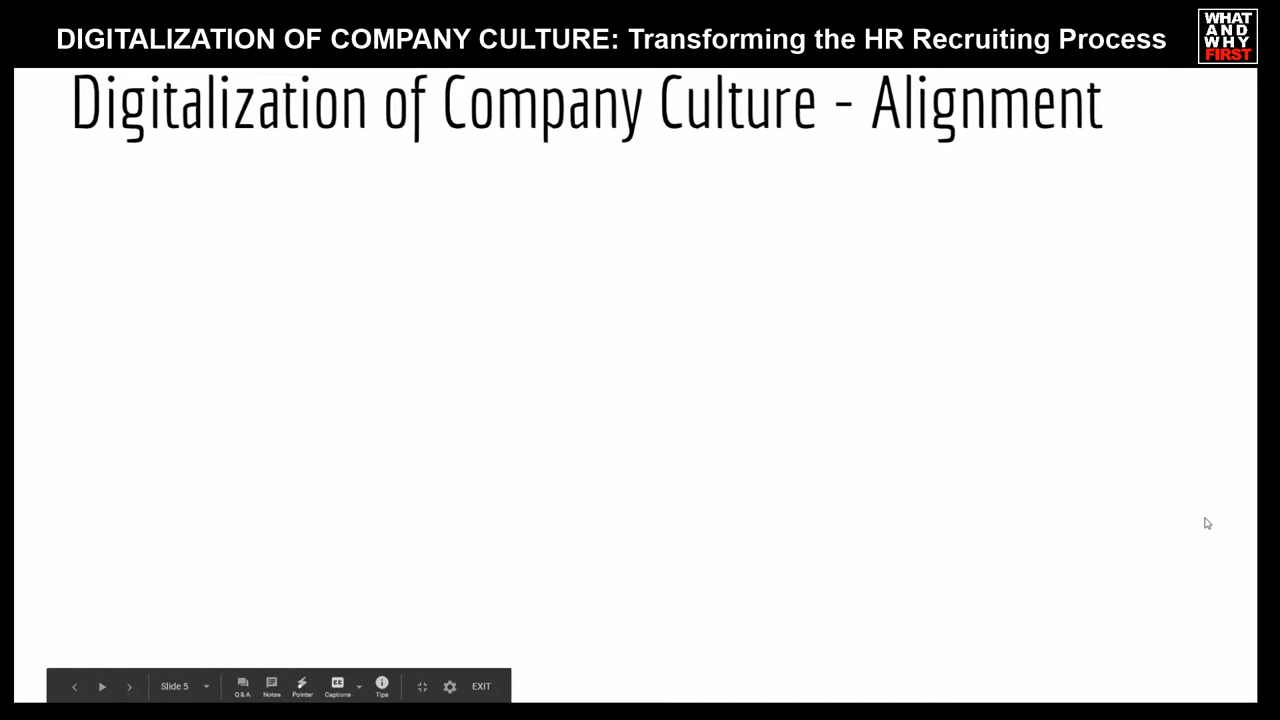 DIGITALIZATION OF COMPANY CULTURE: Transforming the HR Recruiting Process
WHAT
AND
WHY
FIRST
Digitalization of Company Culture - Alignment
Slide 5
Q & A
Notes
Pointer
CC
Captions
Tips
EXIT